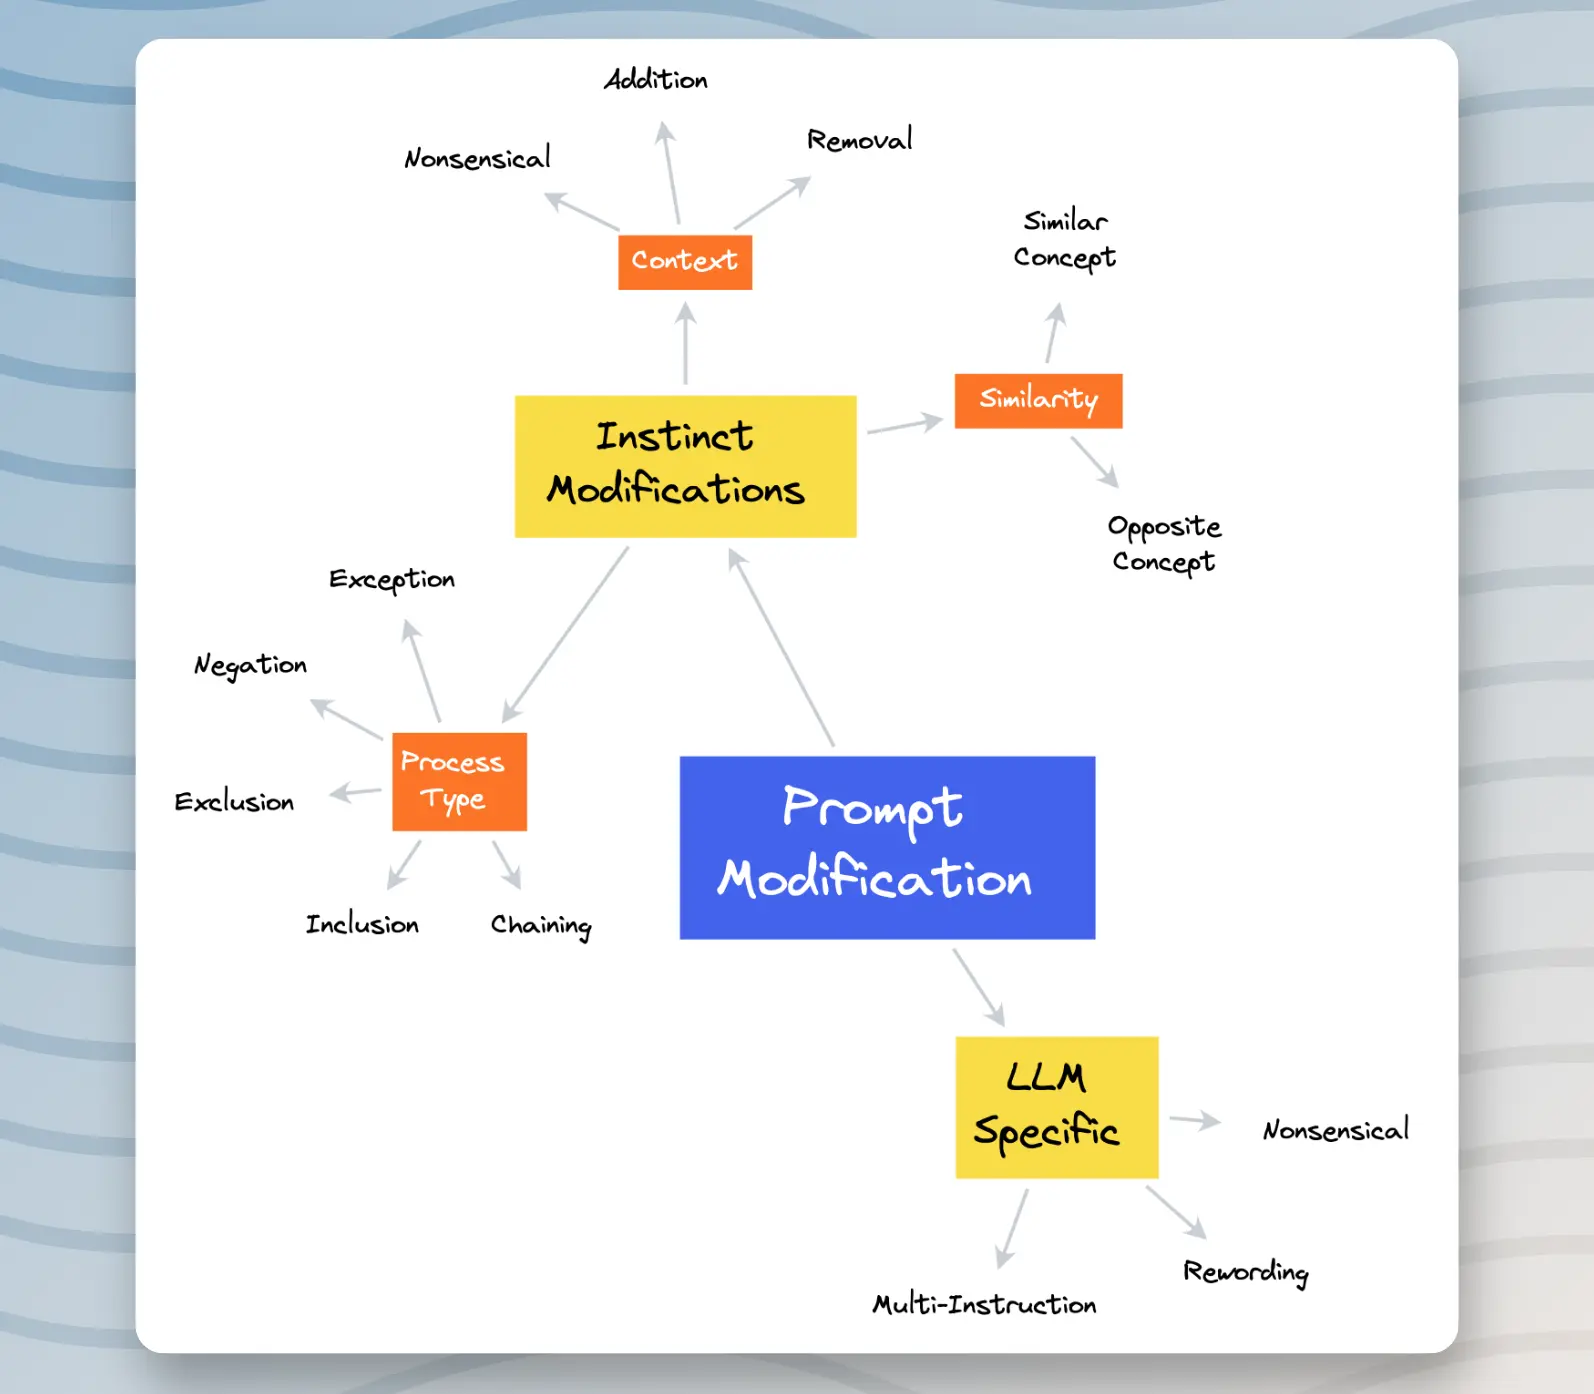 Addition
Nonsensical
Removal
Context
Similar
Concept
Similarity
Instinct
Modifications
Opposite
Concept
Exception
Negation
Process
Type
Exclusion
Inclusion
Chaining
Prompt
Modification
LLM
Specific
Nonsensical
Rewording
Multi-Instruction